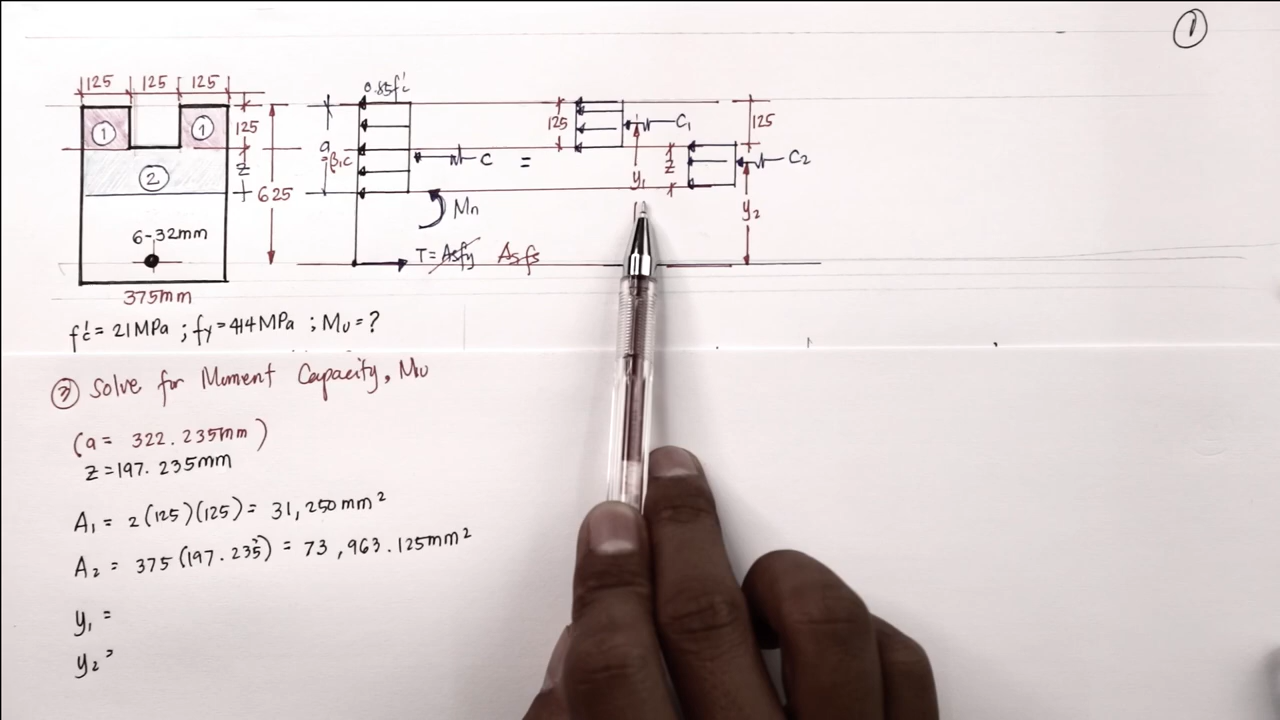 ①
125 125 125
① ①
125
②
z
625
6-32mm
375mm
0.85f'c
a
β₁c
C
=
Mn
T= Asfy Asfs
125
C₁
y₁
z
125
C₂
y₂
f'c = 21MPa ; fy = 414MPa ; Mu = ?
③ Solve for Moment Capacity, Mu
(a = 322.235mm)
z = 197.235mm
A₁ = 2(125)(125) = 31,250mm²
A₂ = 375(197.235) = 73,963.125mm²
y₁ =
y₂ =